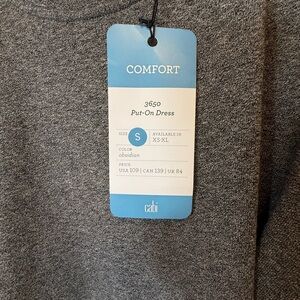 COMFORT
3650
Put-On Dress
SIZE S AVAILABLE IN
XS-XL
COLOR
obsidian
PRICE
USA 109 | CAN 139 | UK 84
cabi